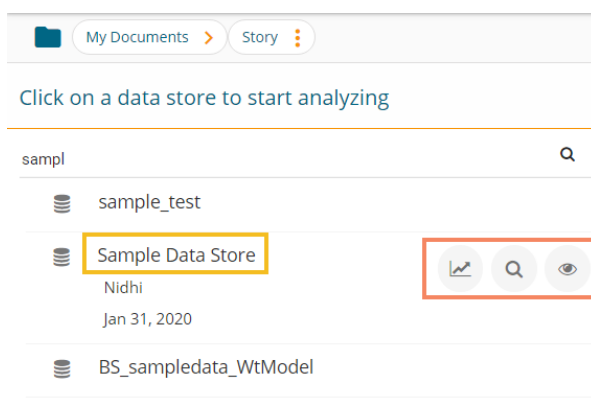 My Documents Story
Click on a data store to start analyzing
sampl
sample_test
Sample Data Store
Nidhi
Jan 31, 2020
BS_sampledata_WtModel